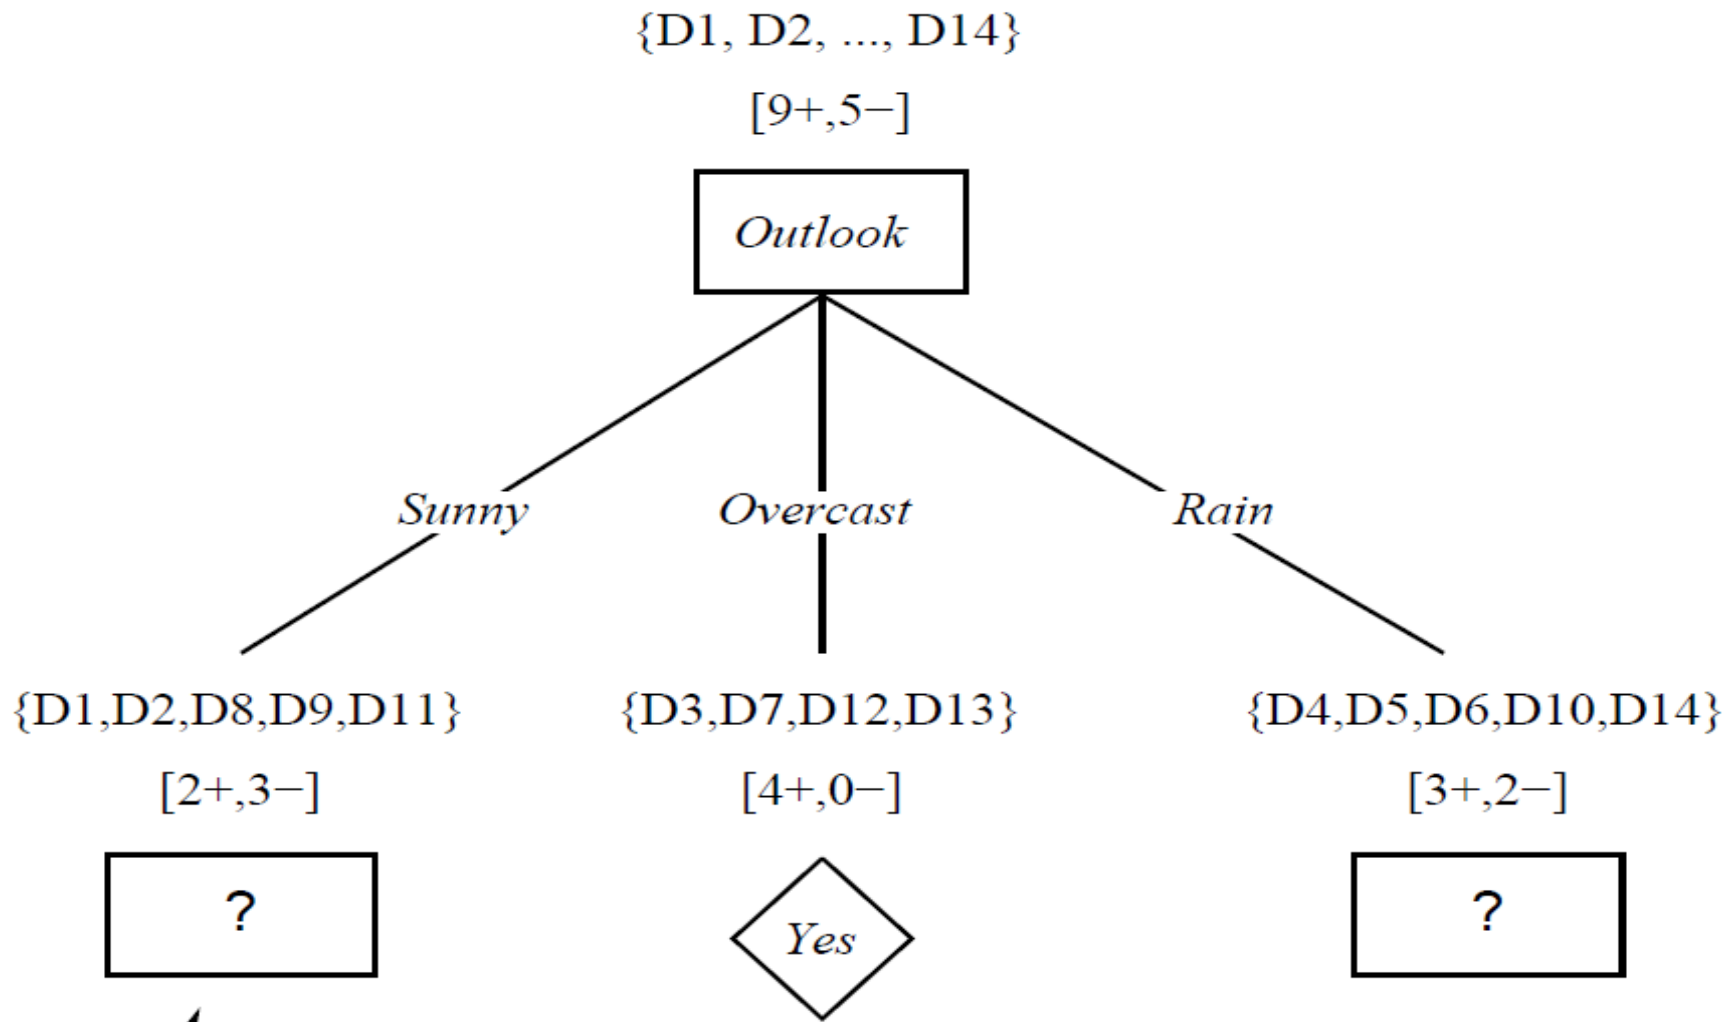 {D1, D2, ..., D14}
[9+,5−]
Outlook
Sunny Overcast Rain
{D1,D2,D8,D9,D11} {D3,D7,D12,D13} {D4,D5,D6,D10,D14}
[2+,3−] [4+,0−] [3+,2−]
? Yes ?